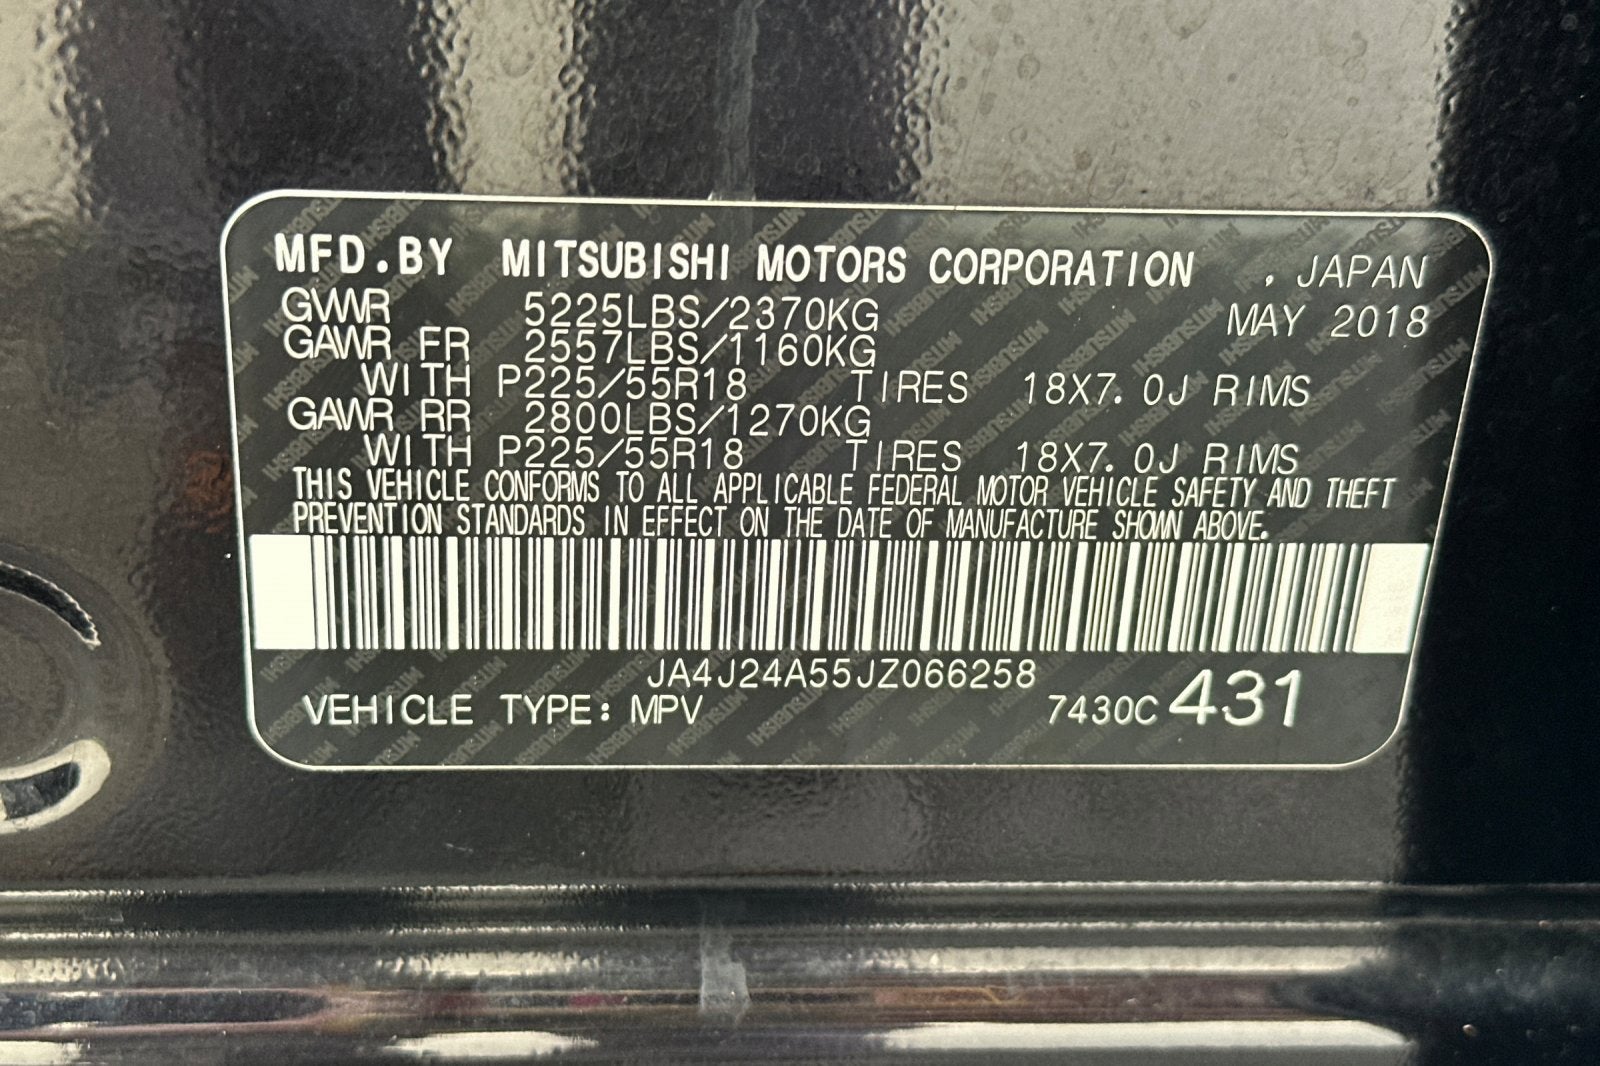 MFD.BY MITSUBISHI MOTORS CORPORATION , JAPAN
GVWR 5225LBS/2370KG MAY 2018
GAWR FR 2557LBS/1160KG
WITH P225/55R18 TIRES 18X7.0J RIMS
GAWR RR 2800LBS/1270KG
WITH P225/55R18 TIRES 18X7.0J RIMS
THIS VEHICLE CONFORMS TO ALL APPLICABLE FEDERAL MOTOR VEHICLE SAFETY AND THEFT
PREVENTION STANDARDS IN EFFECT ON THE DATE OF MANUFACTURE SHOWN ABOVE.
JA4J24A55JZ066258
VEHICLE TYPE: MPV 7430C 431